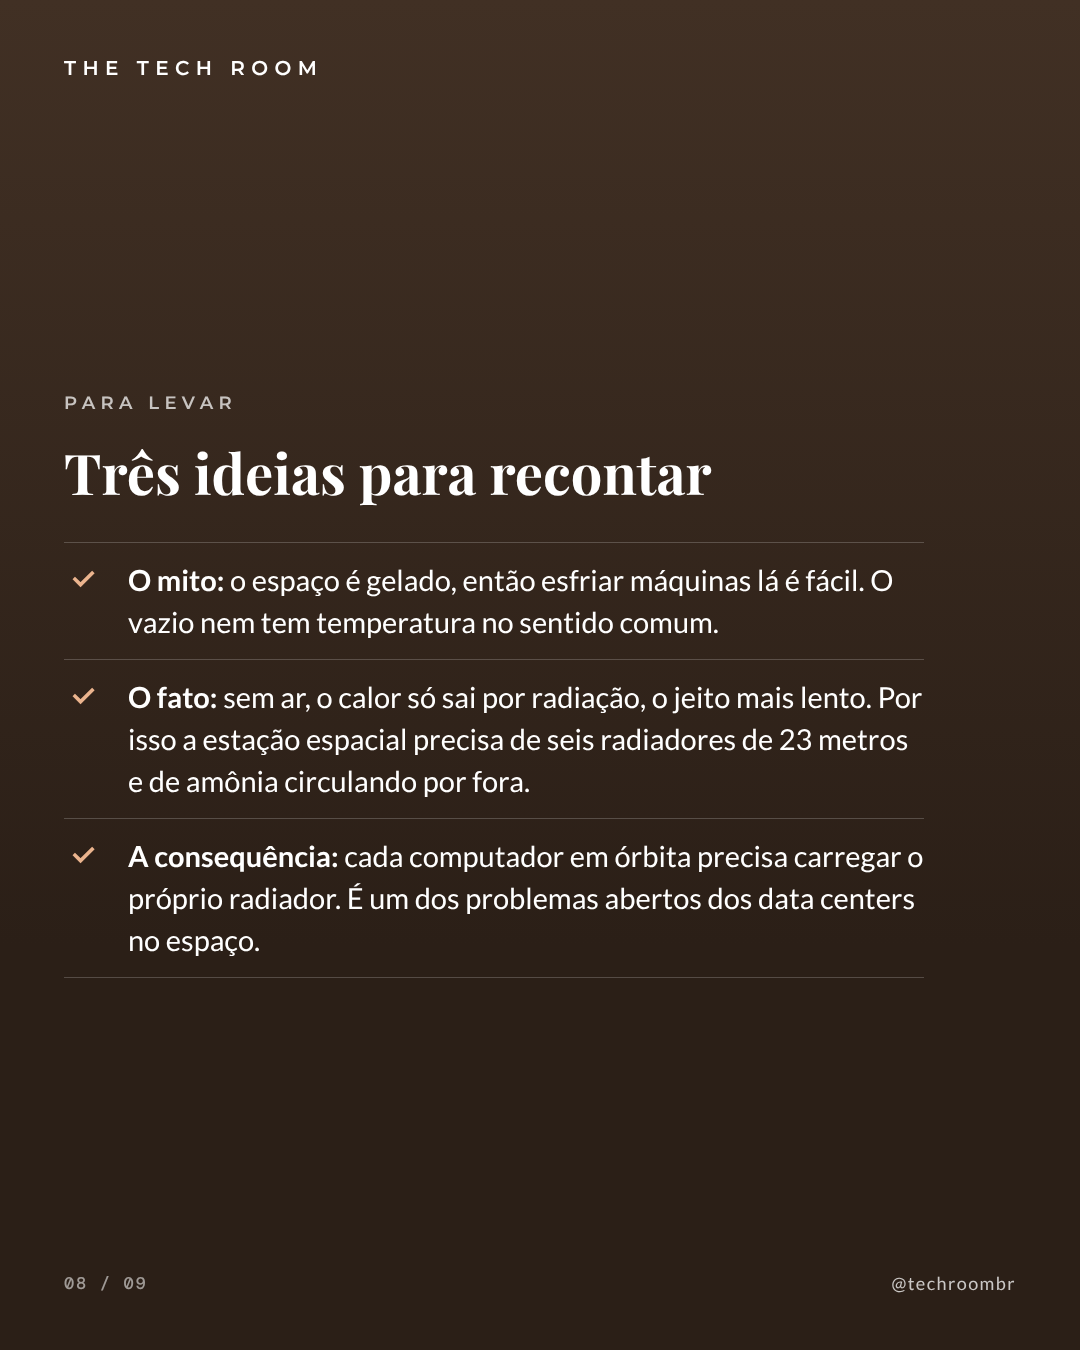 THE TECH ROOM
PARA LEVAR
Três ideias para recontar
O mito: o espaço é gelado, então esfriar máquinas lá é fácil. O
vazio nem tem temperatura no sentido comum.
O fato: sem ar, o calor só sai por radiação, o jeito mais lento. Por
isso a estação espacial precisa de seis radiadores de 23 metros
e de amônia circulando por fora.
A consequência: cada computador em órbita precisa carregar o
próprio radiador. É um dos problemas abertos dos data centers
no espaço.
08 / 09
@techroombr